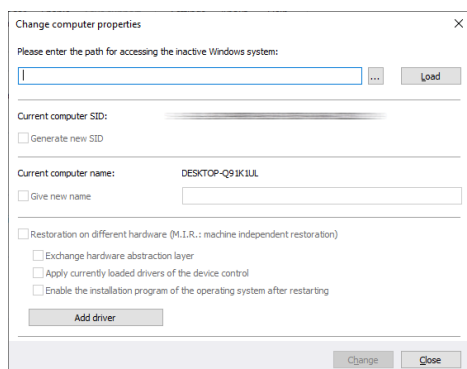 Change computer properties
Please enter the path for accessing the inactive Windows system:
...
Load
Current computer SID:
Generate new SID
Current computer name: DESKTOP-Q91K1UL
Give new name
Restoration on different hardware (M.I.R.: machine independent restoration)
Exchange hardware abstraction layer
Apply currently loaded drivers of the device control
Enable the installation program of the operating system after restarting
Add driver
Change
Close